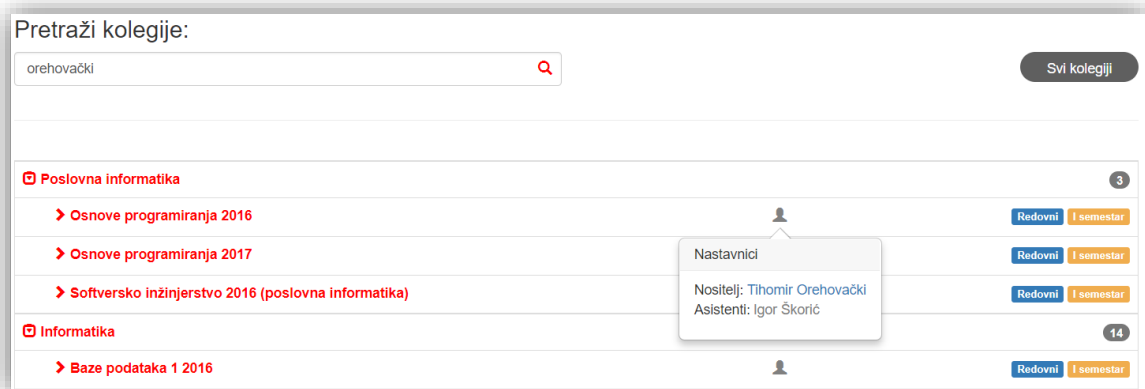 Pretraži kolegije:
orehovački
Svi kolegiji
Poslovna informatika 3
Osnove programiranja 2016 Redovni I semestar
Osnove programiranja 2017 Redovni I semestar
Nastavnici
Nositelj: Tihomir Orehovački
Asistenti: Igor Škorić
Softversko inžinjerstvo 2016 (poslovna informatika) Redovni I semestar
Informatika 14
Baze podataka 1 2016 Redovni I semestar